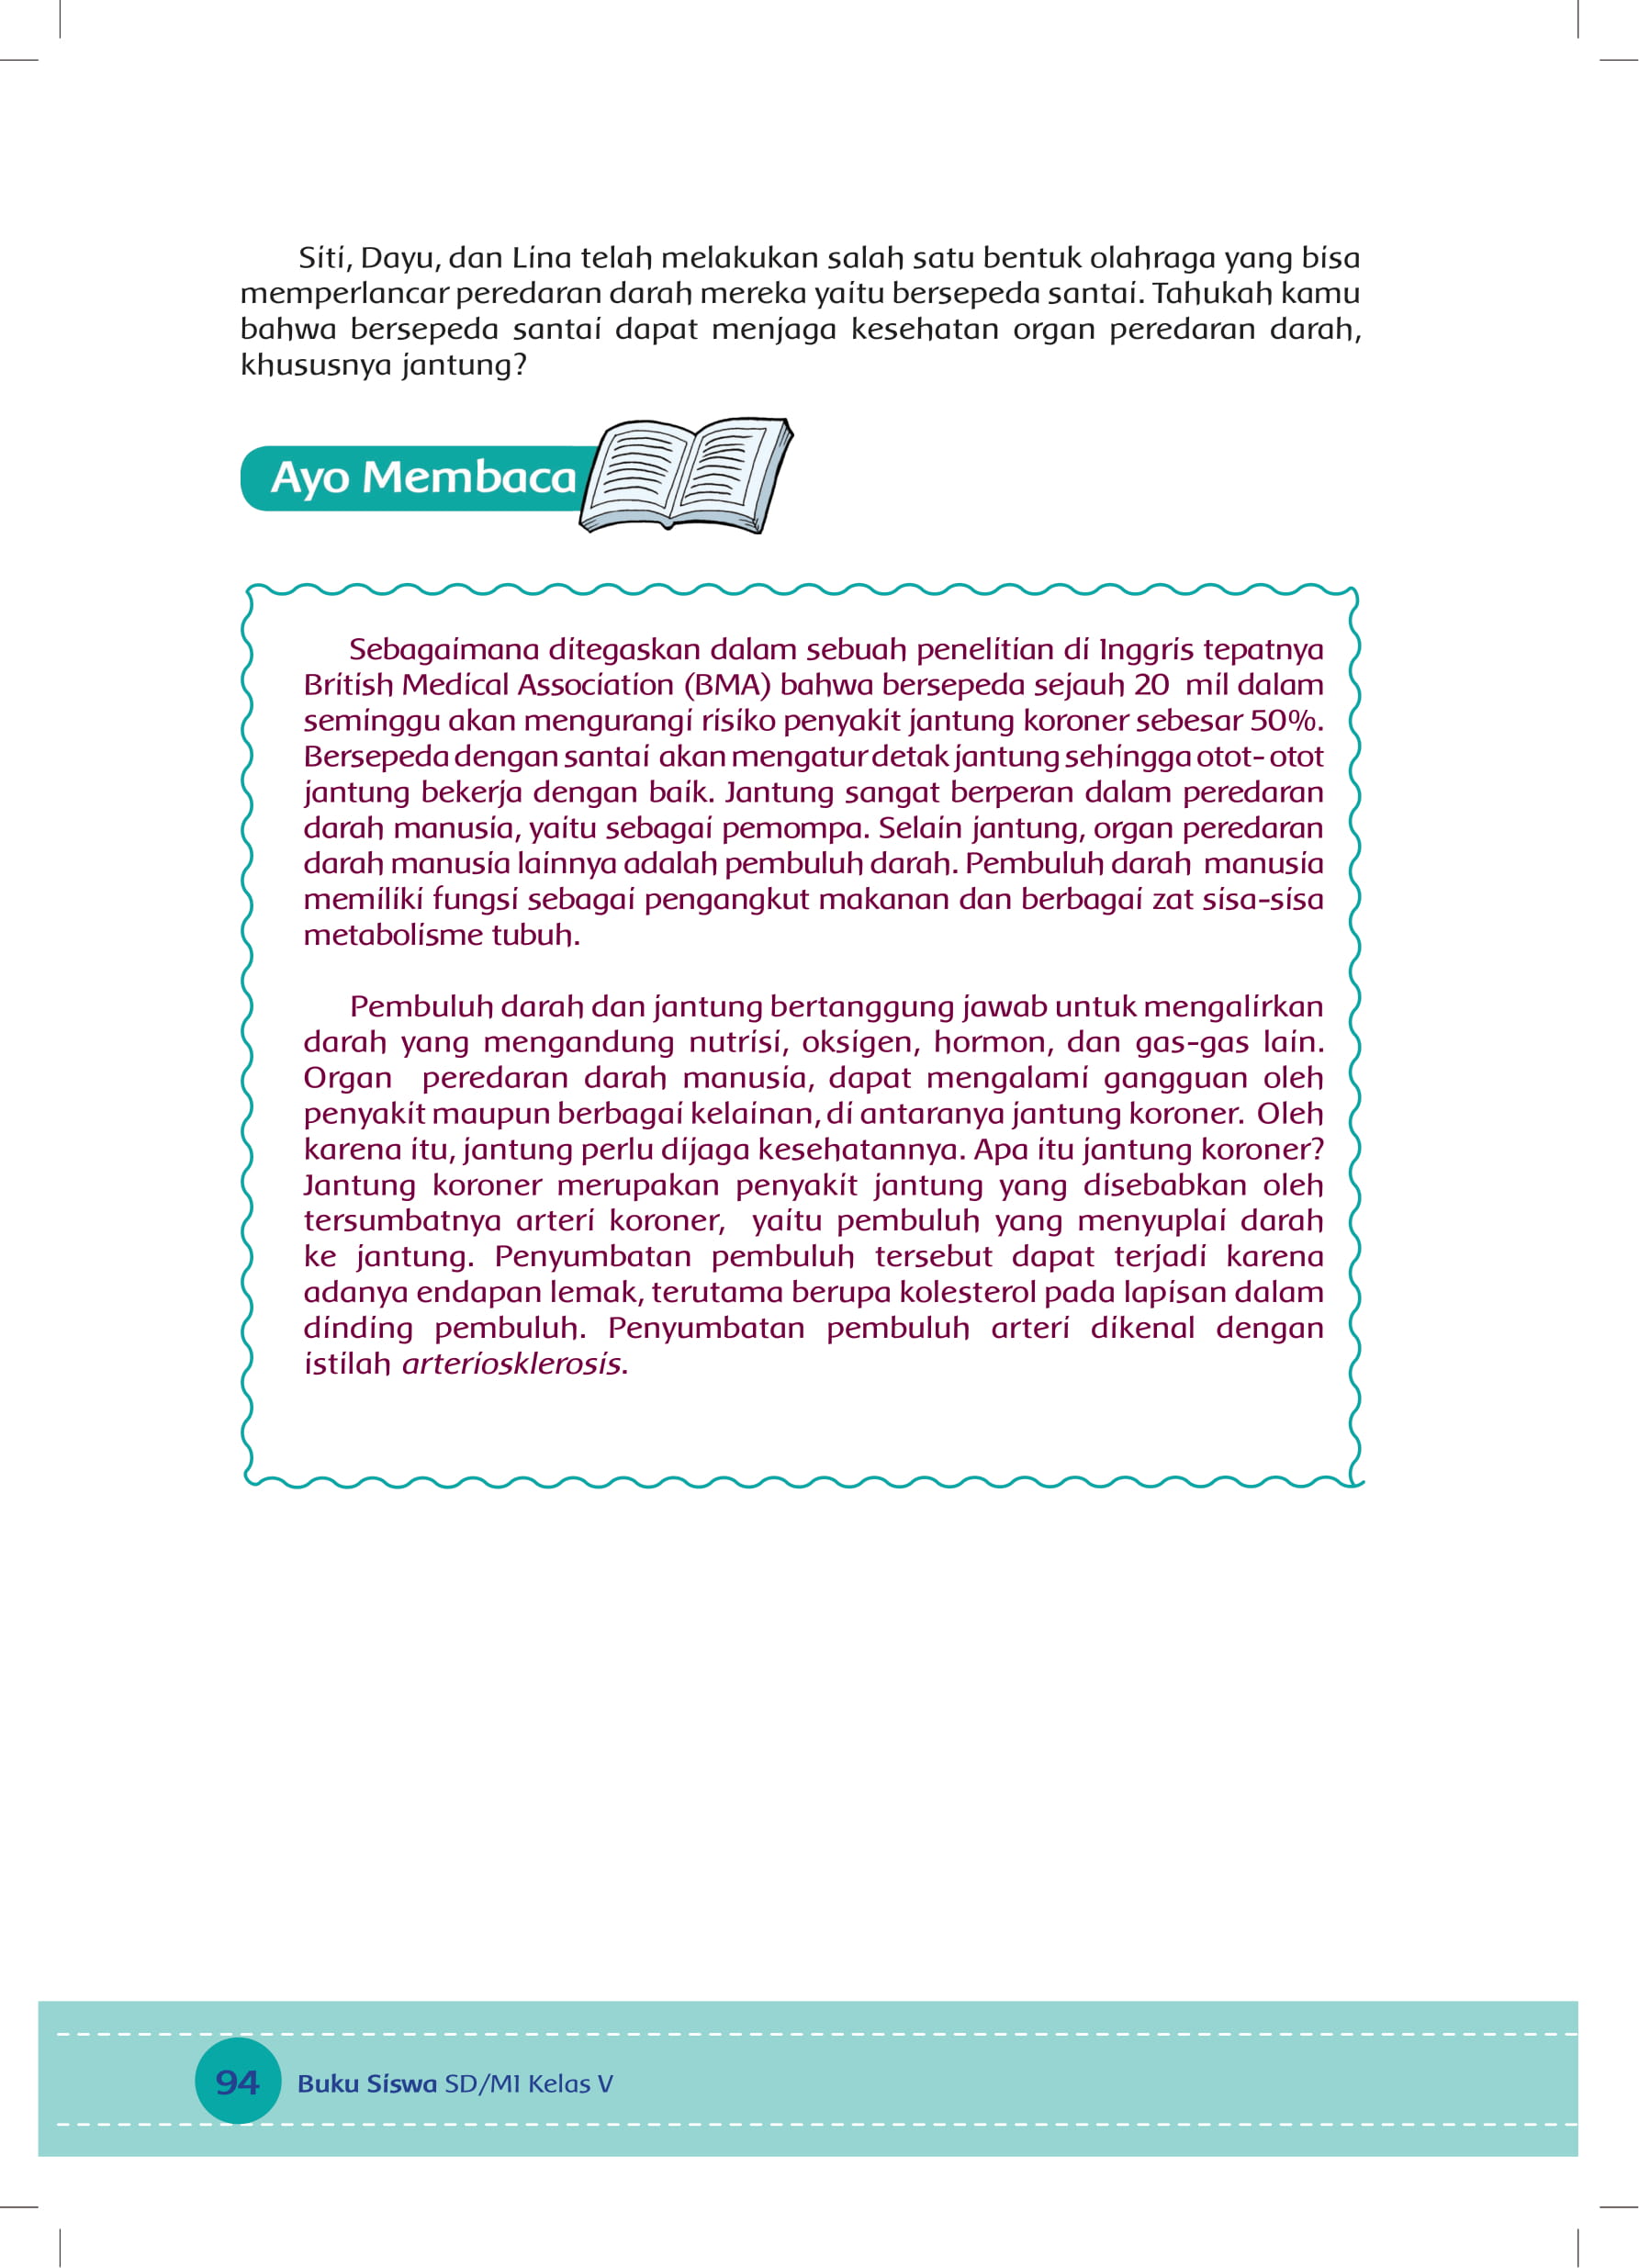 Siti, Dayu, dan Lina telah melakukan salah satu bentuk olahraga yang bisa
memperlancar peredaran darah mereka yaitu bersepeda santai. Tahukah kamu
bahwa bersepeda santai dapat menjaga kesehatan organ peredaran darah,
khususnya jantung?
Ayo Membaca
Sebagaimana ditegaskan dalam sebuah penelitian di Inggris tepatnya
British Medical Association (BMA) bahwa bersepeda sejauh 20 mil dalam
seminggu akan mengurangi risiko penyakit jantung koroner sebesar 50%.
Bersepeda dengan santai akan mengatur detak jantung sehingga otot- otot
jantung bekerja dengan baik. Jantung sangat berperan dalam peredaran
darah manusia, yaitu sebagai pemompa. Selain jantung, organ peredaran
darah manusia lainnya adalah pembuluh darah. Pembuluh darah manusia
memiliki fungsi sebagai pengangkut makanan dan berbagai zat sisa-sisa
metabolisme tubuh.
Pembuluh darah dan jantung bertanggung jawab untuk mengalirkan
darah yang mengandung nutrisi, oksigen, hormon, dan gas-gas lain.
Organ peredaran darah manusia, dapat mengalami gangguan oleh
penyakit maupun berbagai kelainan, di antaranya jantung koroner. Oleh
karena itu, jantung perlu dijaga kesehatannya. Apa itu jantung koroner?
Jantung koroner merupakan penyakit jantung yang disebabkan oleh
tersumbatnya arteri koroner, yaitu pembuluh yang menyuplai darah
ke jantung. Penyumbatan pembuluh tersebut dapat terjadi karena
adanya endapan lemak, terutama berupa kolesterol pada lapisan dalam
dinding pembuluh. Penyumbatan pembuluh arteri dikenal dengan
istilah arteriosklerosis.
94 Buku Siswa SD/MI Kelas V